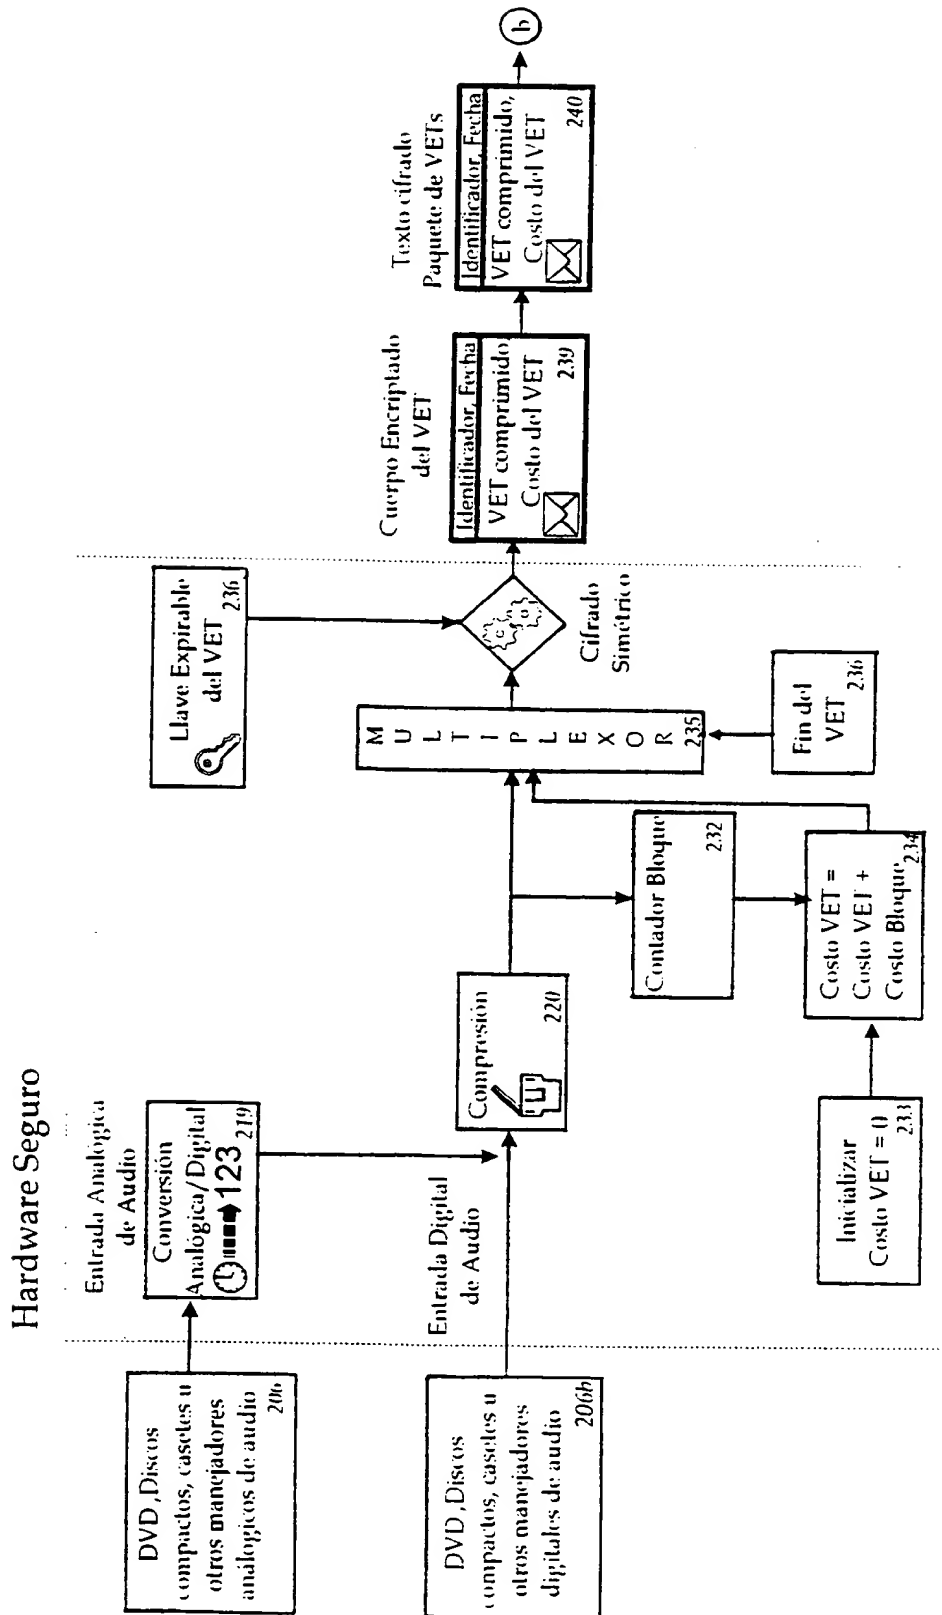 Hardware Seguro
DVD ,Discos
compactos, casetes u
otros manejadores
análogicos de audio
206
Entrada Analógica
de Audio
Conversión
Analógica/Digital
123
219
DVD ,Discos
compactos, casetes u
otros manejadores
digitales de audio
206b
Entrada Digital
de Audio
Compresión
220
Inicializar
Costo VET = 0
233
Contador Bloque
232
Costo VET =
Costo VET +
Costo Bloque
234
MULTIPLEXOR
235
Fin del
VET
236
Llave Expirable
del VET
236
Cifrado
Simétrico
Cuerpo Encriptado
del VET
Identificador, Fecha
VET comprimido,
Costo del VET
239
Texto cifrado
Paquete de VETs
Identificador, Fecha
VET comprimido,
Costo del VET
240
b